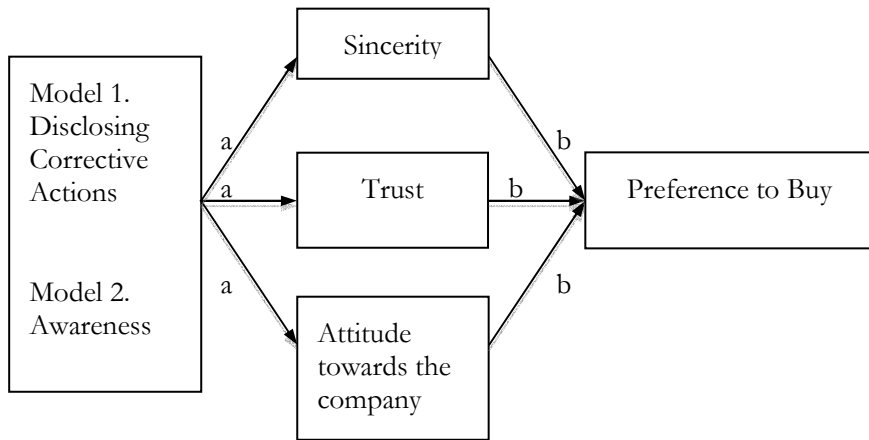 Model 1.
Disclosing
Corrective
Actions
Model 2.
Awareness
a
a
a
Sincerity
Trust
Attitude
towards the
company
b
b
b
Preference to Buy